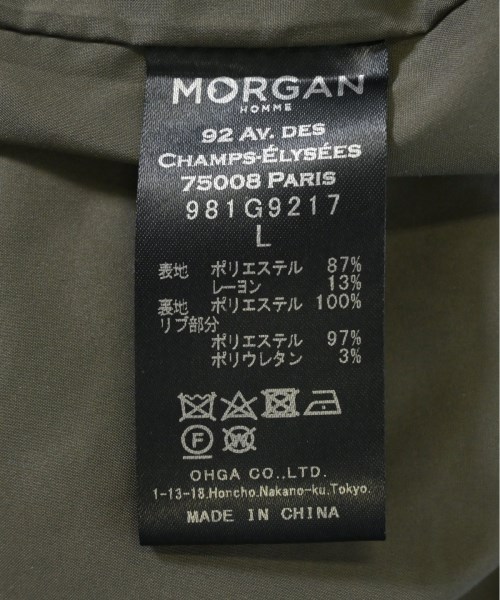 MORGAN
HOMME
92 AV. DES
CHAMPS-ÉLYSÉES
75008 PARIS
981G9217
L
表地 ポリエステル 87%
レーヨン 13%
裏地 ポリエステル 100%
リブ部分
ポリエステル 97%
ポリウレタン 3%
F W
OHGA CO.,LTD.
1-13-18.Honcho.Nakano-ku.Tokyo.
MADE IN CHINA